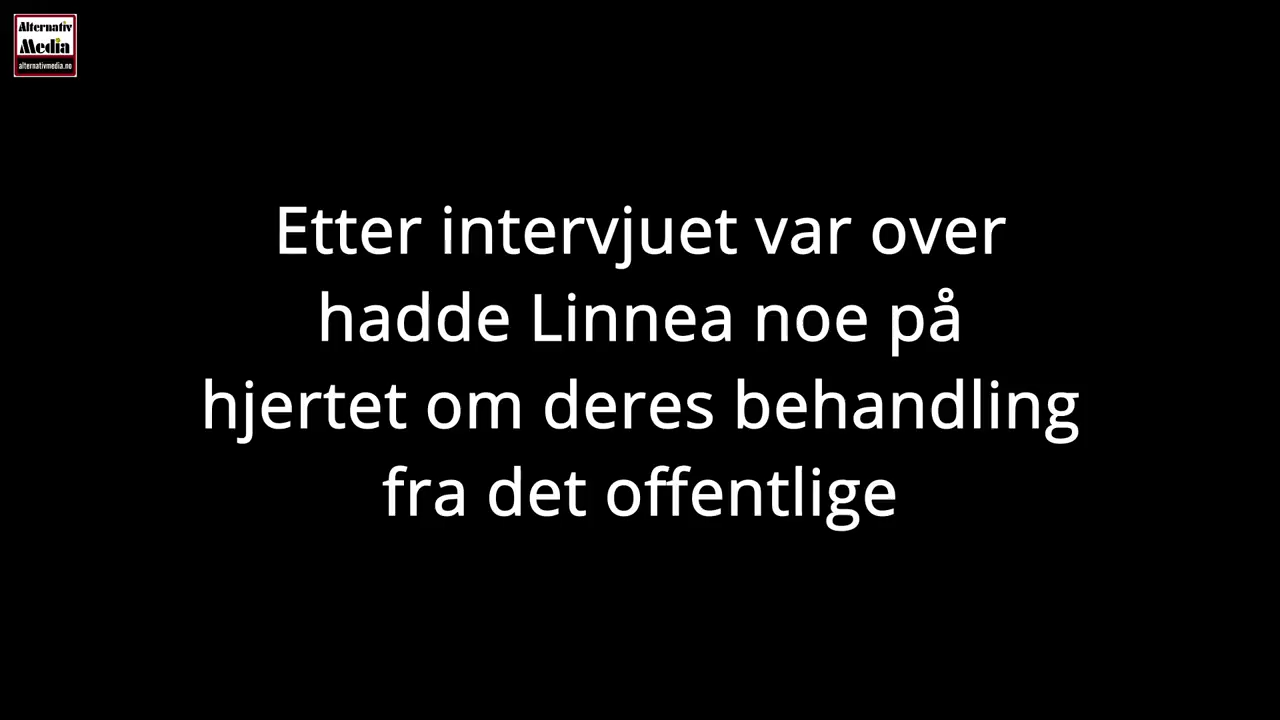 Alternativ
Media
alternativmedia.no
Etter intervjuet var over
hadde Linnea noe på
hjertet om deres behandling
fra det offentlige